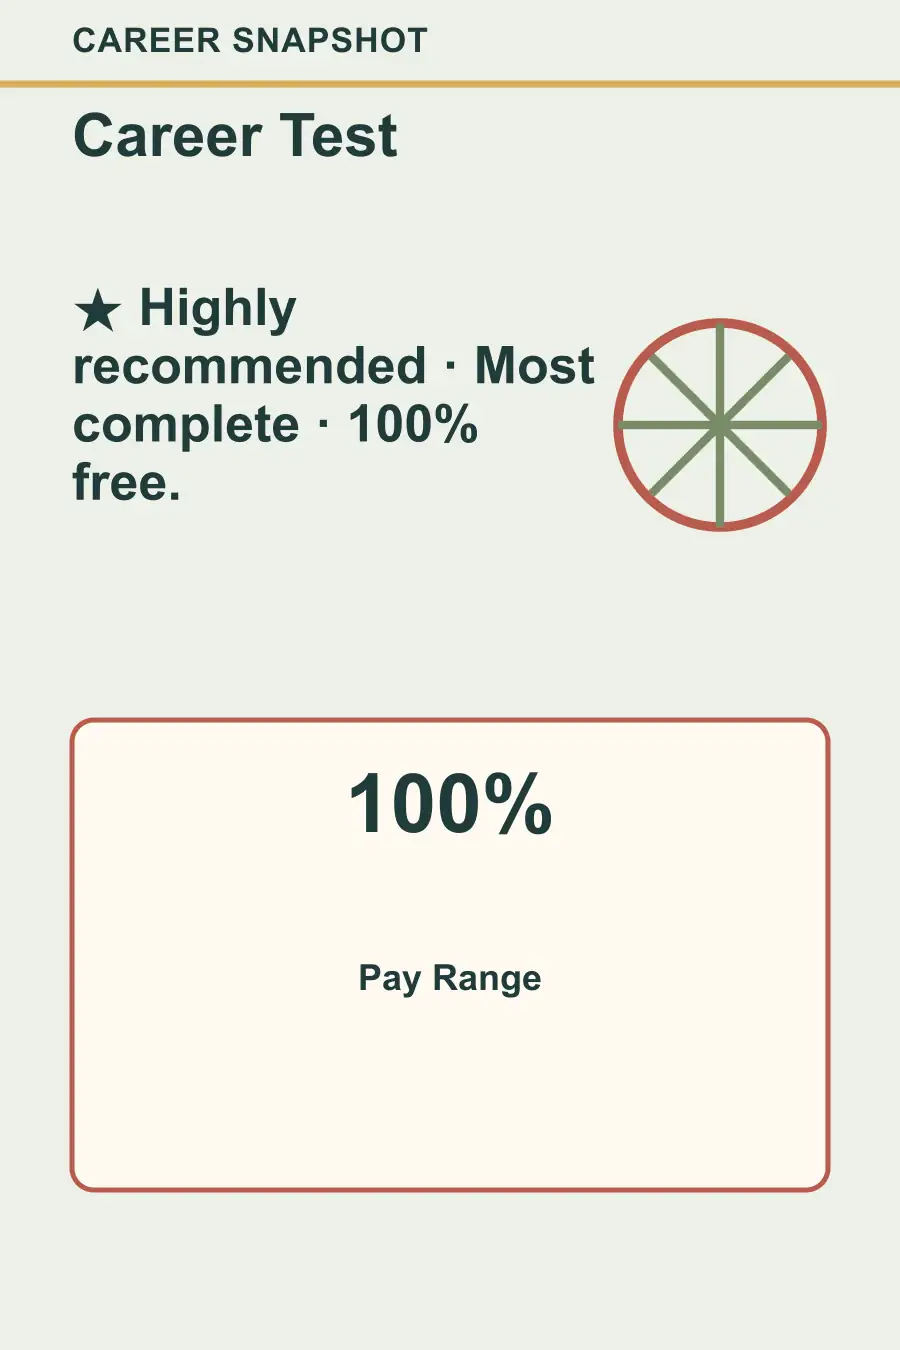 CAREER SNAPSHOT
Career Test
★ Highly
recommended · Most
complete · 100%
free.
100%
Pay Range